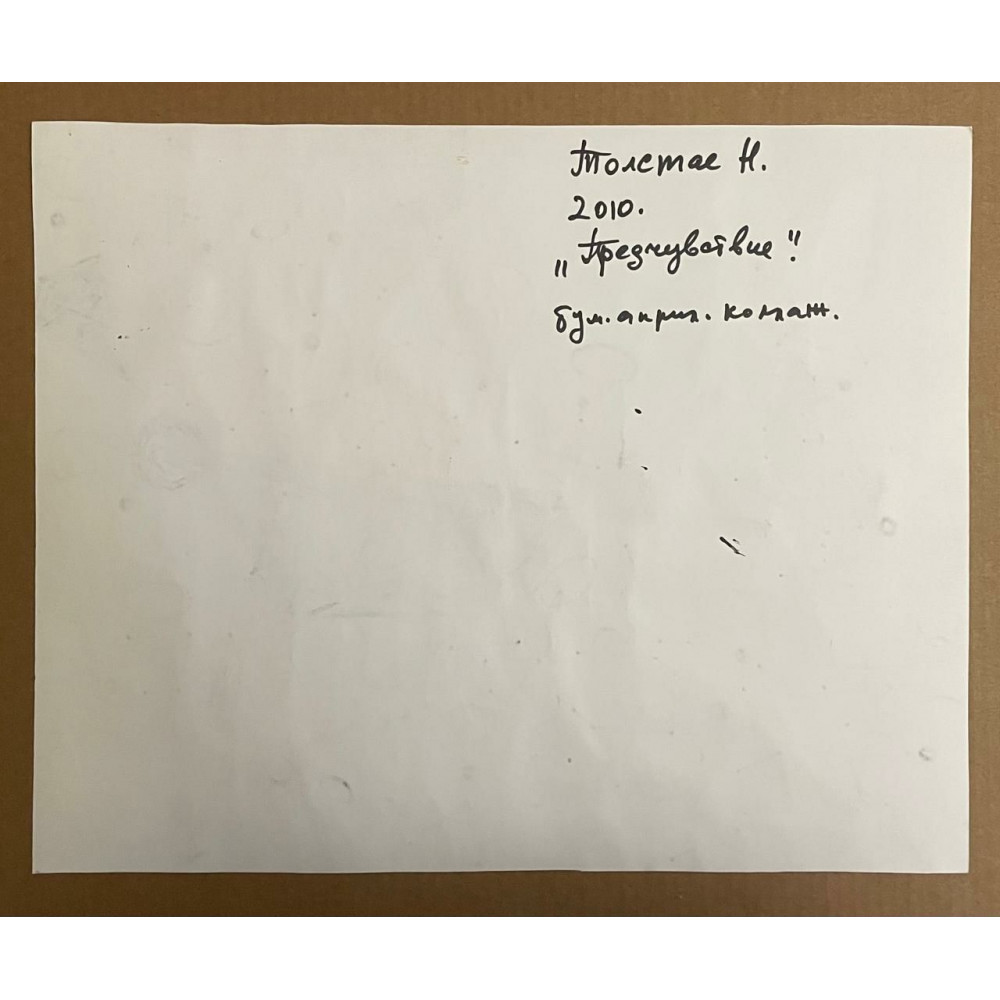 Толстая Н.
2010.
„Предчувствие".
бум. акрил. коллаж.